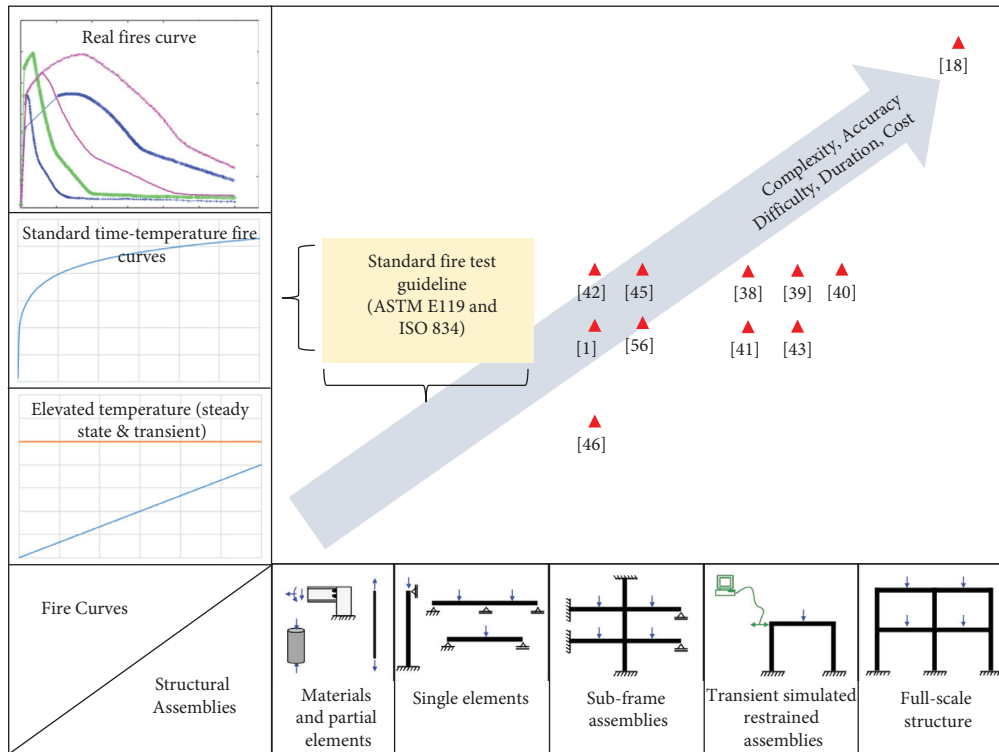 Real fires curve
[18]
Complexity, Accuracy
Difficulty, Duration, Cost
Standard time-temperature fire
curves
Standard fire test
guideline
(ASTM E119 and
ISO 834)
[42]
[45]
[38]
[39]
[40]
[1]
[56]
[41]
[43]
Elevated temperature (steady
state & transient)
[46]
Fire Curves
Structural
Assemblies
Materials
and partial
elements
Single elements
Sub-frame
assemblies
Transient simulated
restrained
assemblies
Full-scale
structure